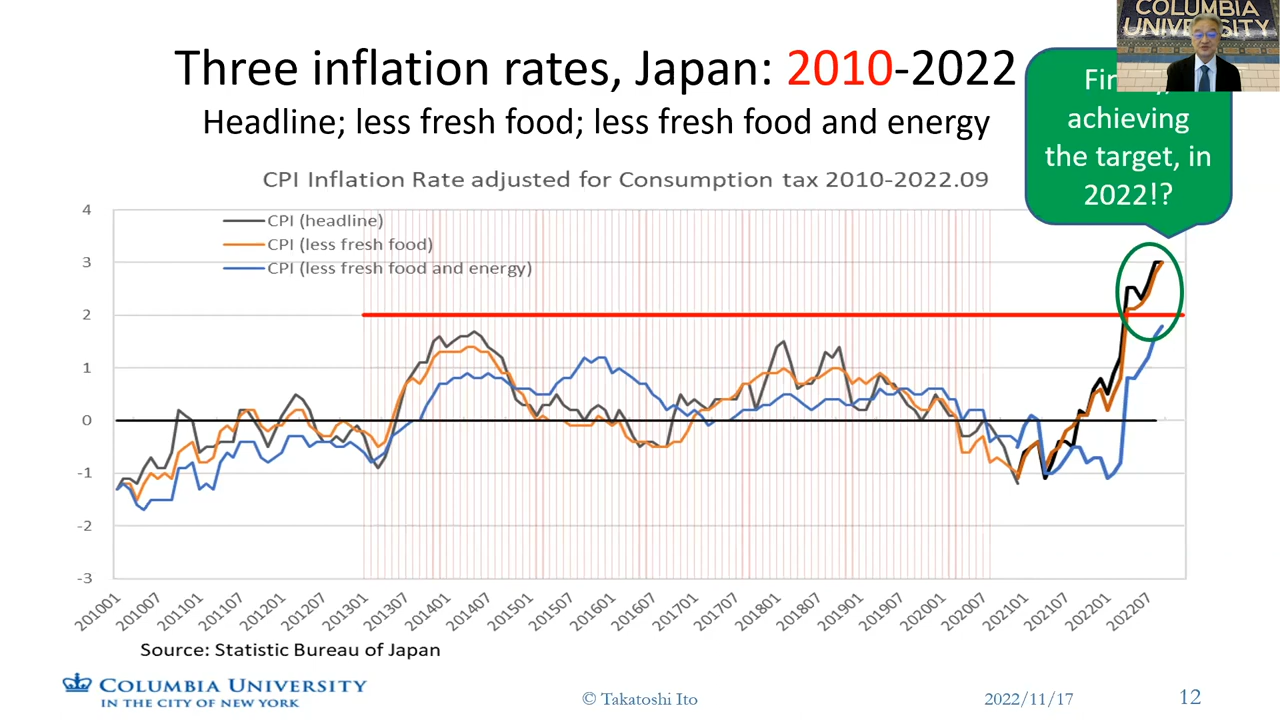 COLUMBIA
UNIVERSITY
Three inflation rates, Japan: 2010-2022
Headline; less fresh food; less fresh food and energy
achieving
the target, in
2022!?
CPI Inflation Rate adjusted for Consumption tax 2010-2022.09
4
3
2
1
0
-1
-2
-3
CPI (headline)
CPI (less fresh food)
CPI (less fresh food and energy)
201001
201007
201101
201107
201201
201207
201301
201307
201401
201407
201501
201507
201601
201607
201701
201707
201801
201807
201901
201907
202001
202007
202101
202107
202201
202207
Source: Statistic Bureau of Japan
COLUMBIA UNIVERSITY
IN THE CITY OF NEW YORK
© Takatoshi Ito
2022/11/17
12